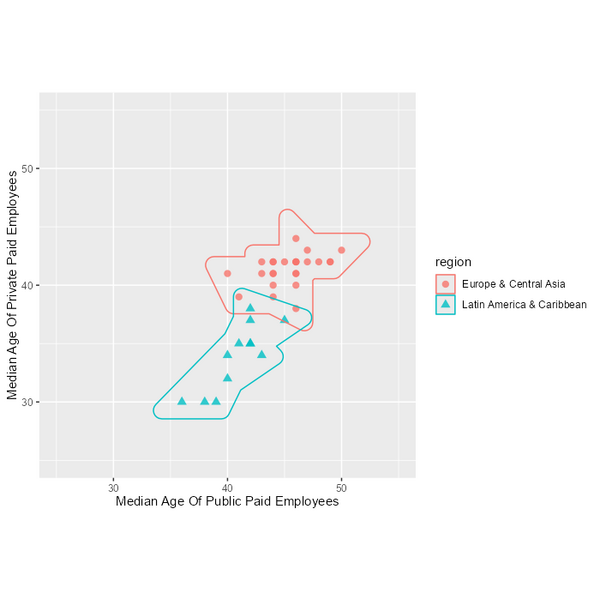 Median Age Of Private Paid Employees
50
40
30
30
40
50
Median Age Of Public Paid Employees
region
Europe & Central Asia
Latin America & Caribbean